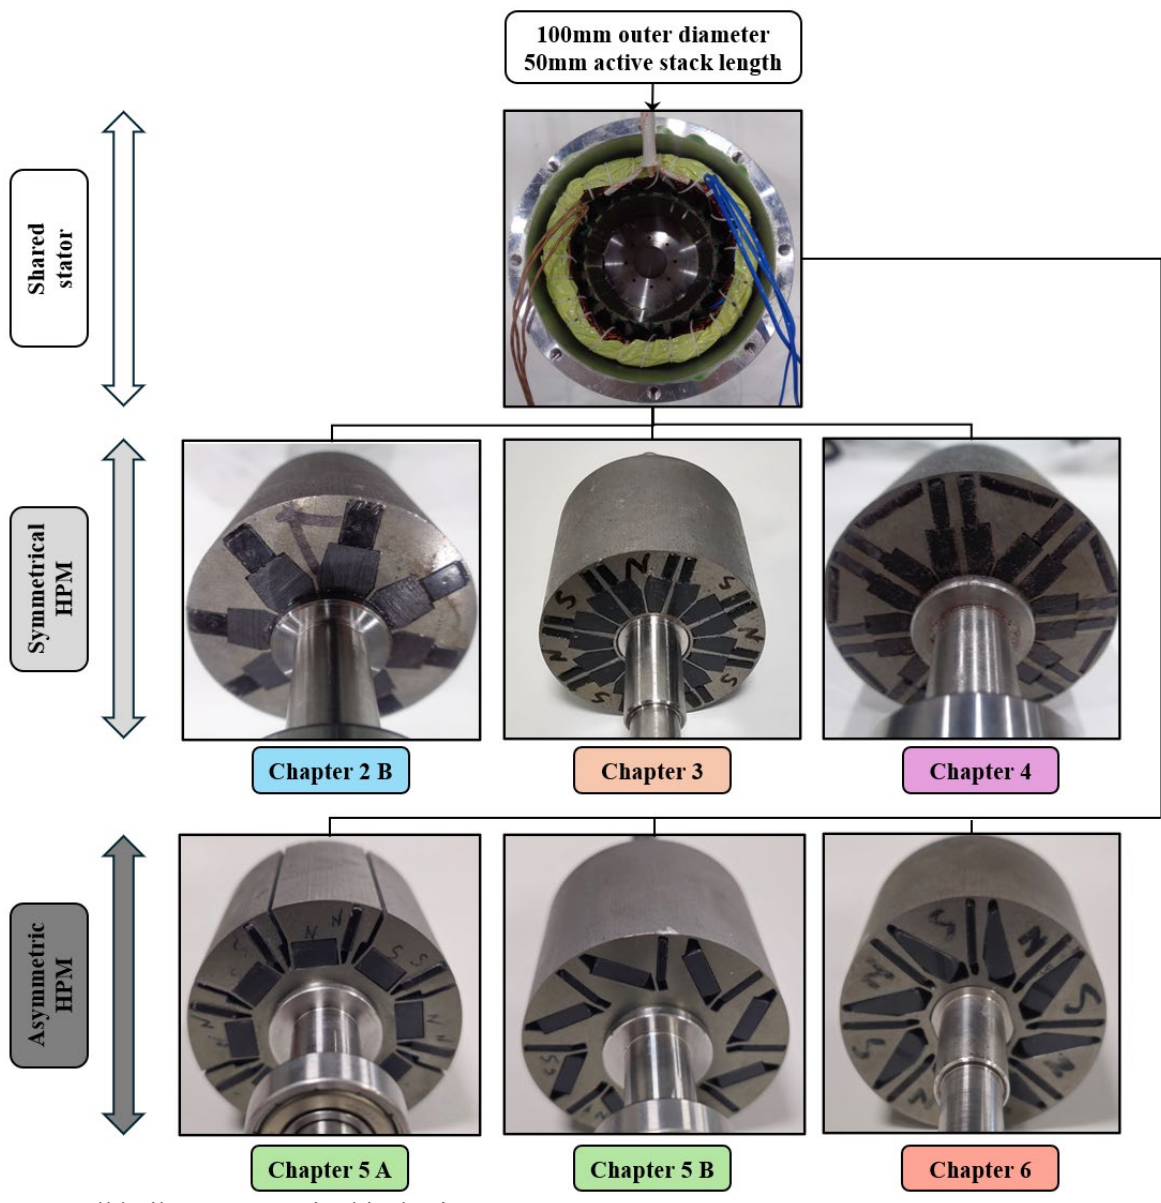 100mm outer diameter
50mm active stack length
Shared
stator
Symmetrical
HPM
N
S
S
N
N
S
S
Chapter 2 B
Chapter 3
Chapter 4
Asymmetric
HPM
N
N
S
S
S
N
N
N
S
N
S
S
N
N
Chapter 5 A
Chapter 5 B
Chapter 6